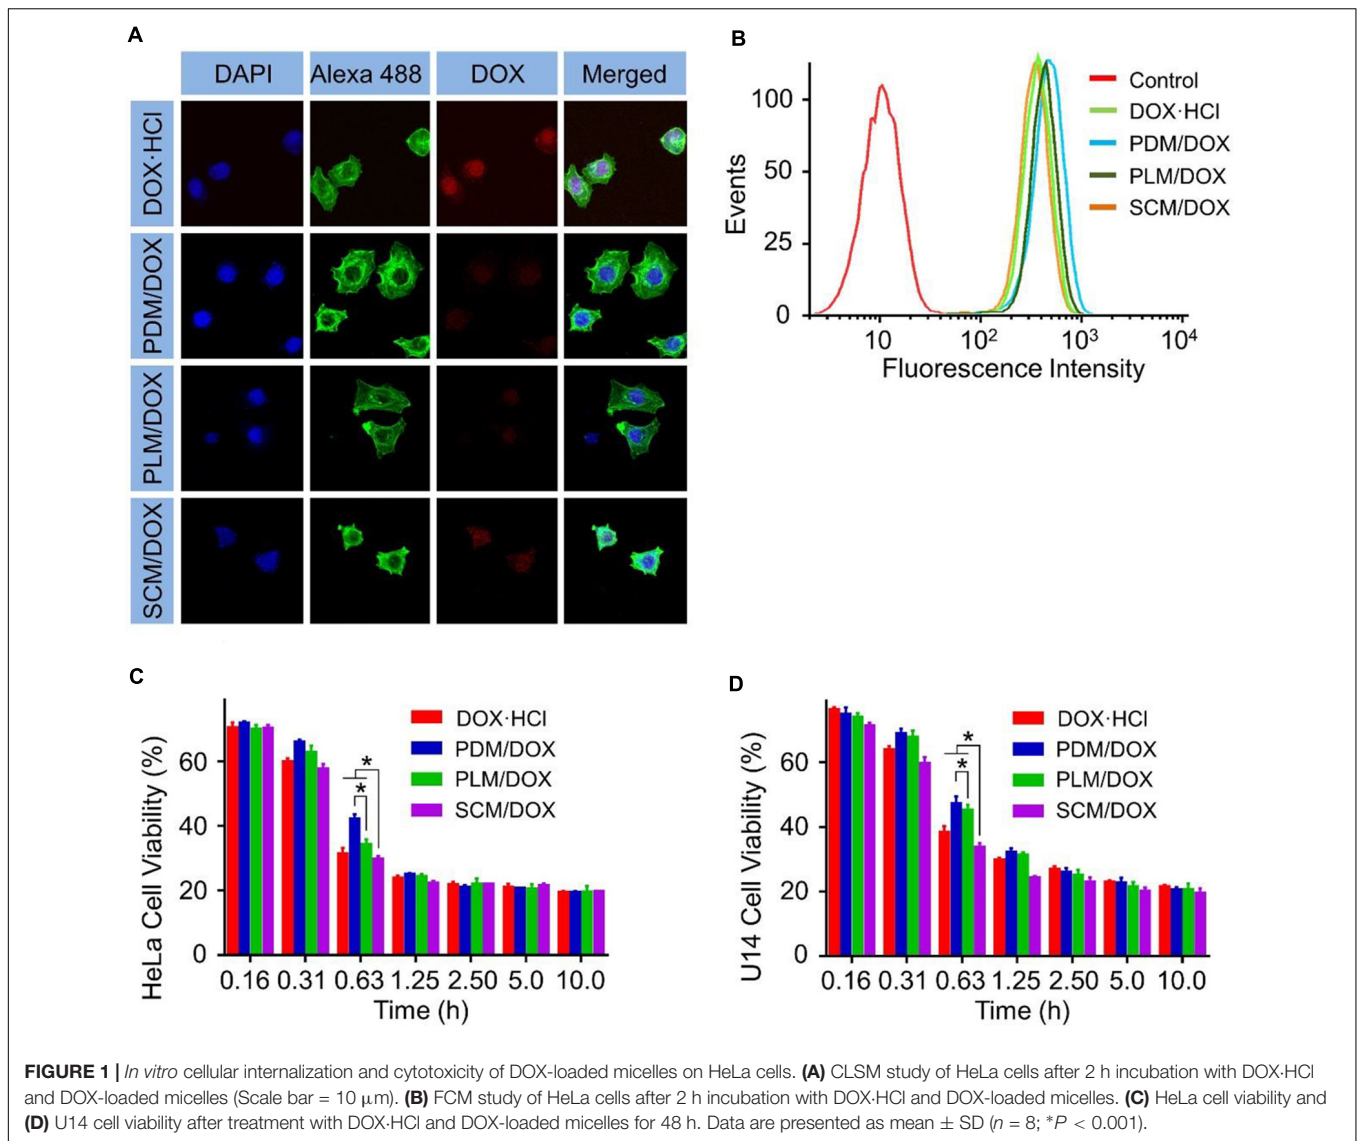 A
DAPI Alexa 488 DOX Merged
DOX·HCl
PDM/DOX
PLM/DOX
SCM/DOX
B
Events
100
50
25
0
10 10² 10³ 10⁴
Fluorescence Intensity
Control
DOX·HCl
PDM/DOX
PLM/DOX
SCM/DOX
C
HeLa Cell Viability (%)
60
40
20
0
0.16 0.31 0.63 1.25 2.50 5.0 10.0
Time (h)
DOX·HCl
PDM/DOX
PLM/DOX
SCM/DOX
*
*
D
U14 Cell Viability (%)
60
40
20
0
0.16 0.31 0.63 1.25 2.50 5.0 10.0
Time (h)
DOX·HCl
PDM/DOX
PLM/DOX
SCM/DOX
*
*
FIGURE 1 | In vitro cellular internalization and cytotoxicity of DOX-loaded micelles on HeLa cells. (A) CLSM study of HeLa cells after 2 h incubation with DOX·HCl
and DOX-loaded micelles (Scale bar = 10 μm). (B) FCM study of HeLa cells after 2 h incubation with DOX·HCl and DOX-loaded micelles. (C) HeLa cell viability and
(D) U14 cell viability after treatment with DOX·HCl and DOX-loaded micelles for 48 h. Data are presented as mean ± SD (n = 8; *P < 0.001).